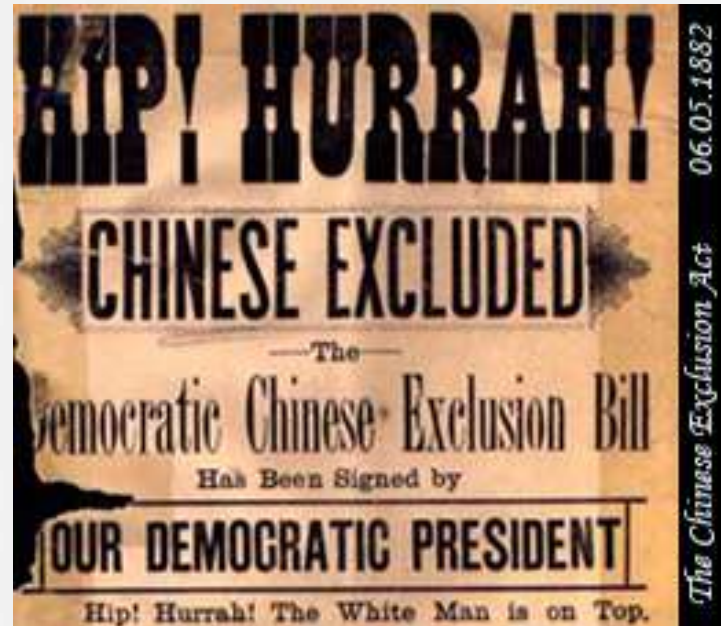 HIP! HURRAH!
CHINESE EXCLUDED
The
Democratic Chinese Exclusion Bill
Has Been Signed by
OUR DEMOCRATIC PRESIDENT
Hip! Hurrah! The White Man is on Top.
The Chinese Exclusion Act 06.05.1882